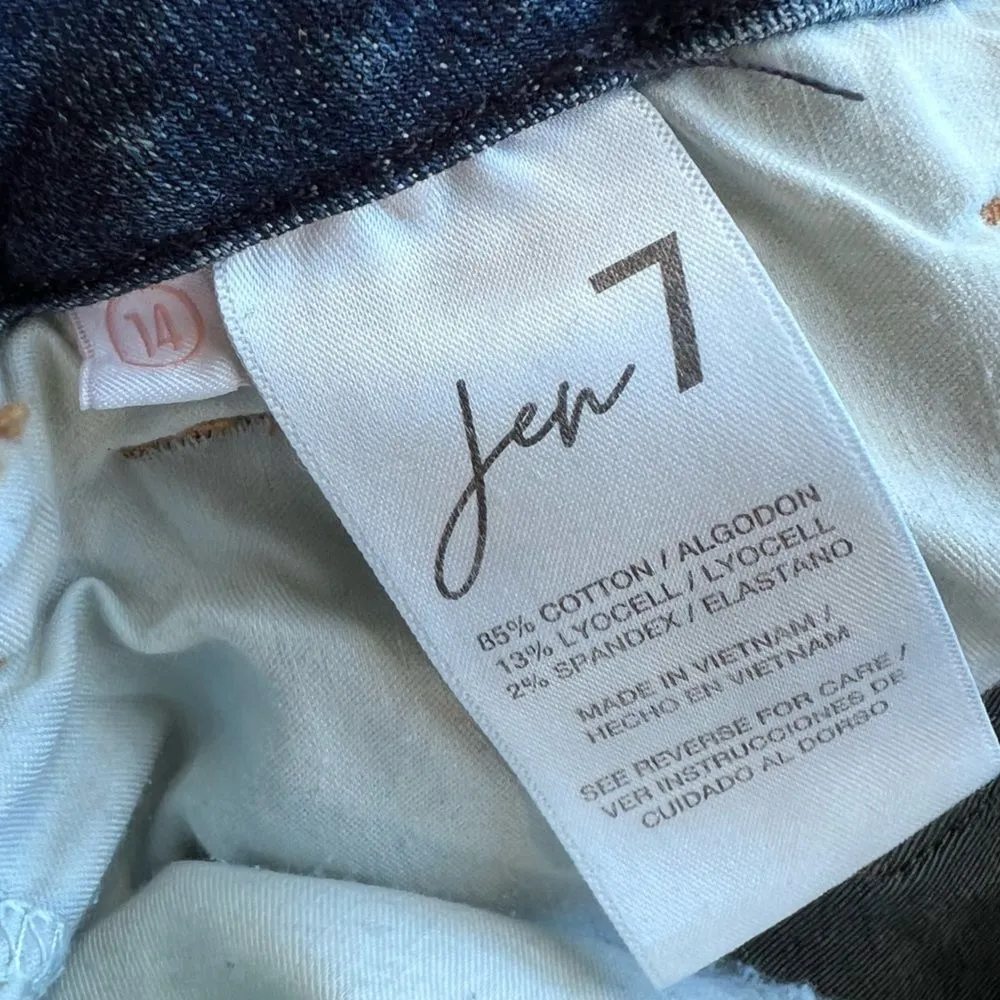 14
Jen 7
85% COTTON / ALGODON
13% LYOCELL / LYOCELL
2% SPANDEX / ELASTANO
MADE IN VIETNAM /
HECHO EN VIETNAM
SEE REVERSE FOR CARE /
VER INSTRUCCIONES DE
CUIDADO AL DORSO